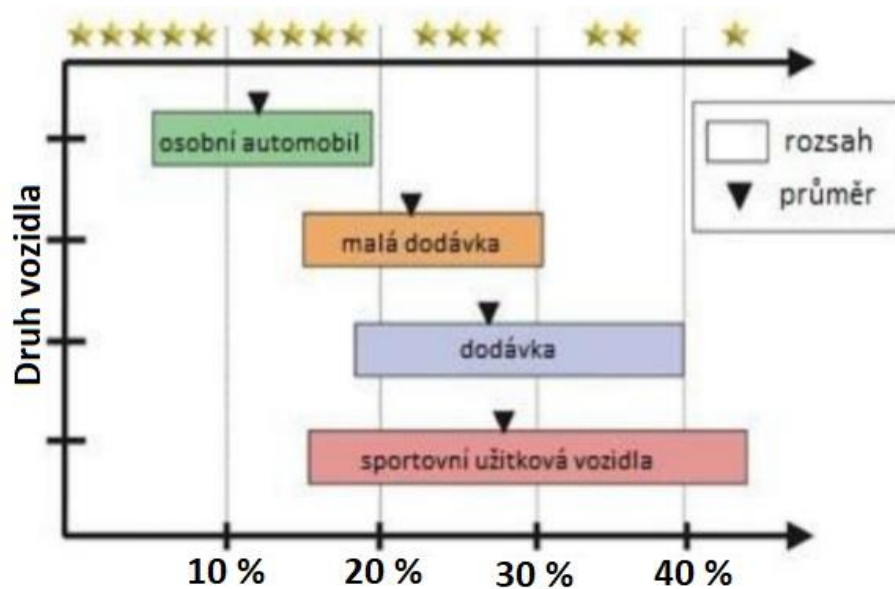 rozsah
průměr
Druh vozidla
osobní automobil
malá dodávka
dodávka
sportovní užitková vozidla
10 %
20 %
30 %
40 %